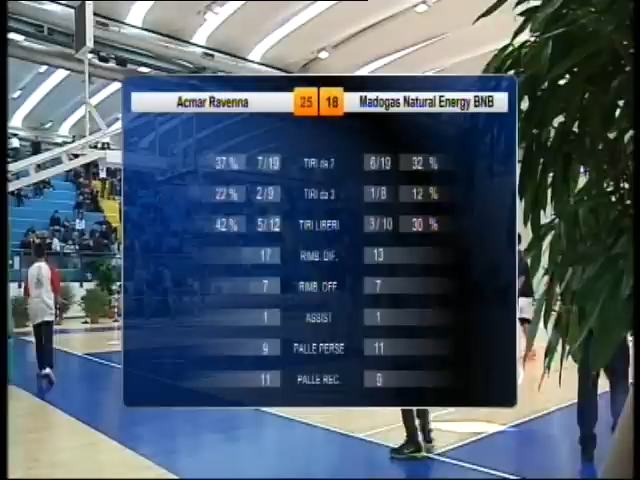 Acmar Ravenna 25 18 Madogas Natural Energy BNB
37 % 7/19 TIRI da 2 6/19 32 %
22 % 2/9 TIRI da 3 1/8 12 %
42 % 5/12 TIRI LIBERI 3/10 30 %
17 RIMB. DIF. 13
7 RIMB. OFF. 7
1 ASSIST 1
9 PALLE PERSE 11
11 PALLE REC.